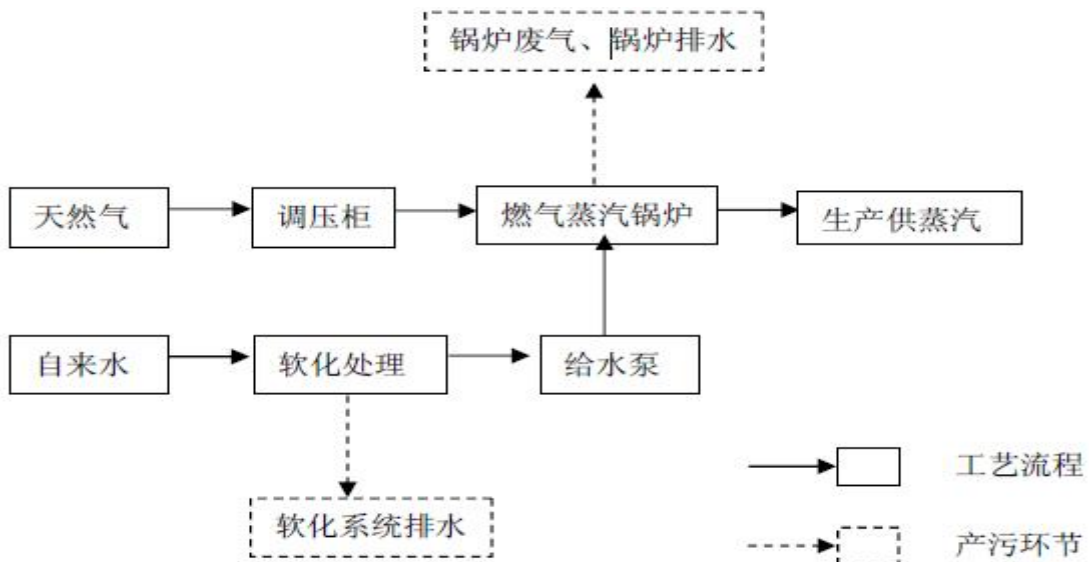 锅炉废气、锅炉排水
天然气
调压柜
燃气蒸汽锅炉
生产供蒸汽
自来水
软化处理
给水泵
工艺流程
软化系统排水
产污环节